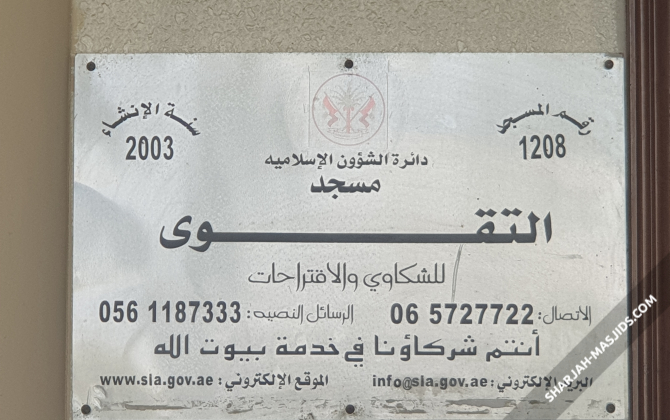 رقم المسجد
1208
سنة الإنشاء
2003
دائرة الشؤون الإسلاميه
مسجد
التقوى
للشكاوي والاقتراحات
الاتصال: 06 5727722 الرسائل النصيه: 056 1187333
أنتم شركاؤنا في خدمة بيوت الله
البريد الإلكتروني: info@sia.gov.ae الموقع الإلكتروني: www.sia.gov.ae
SHARJAH-MASJIDS.COM